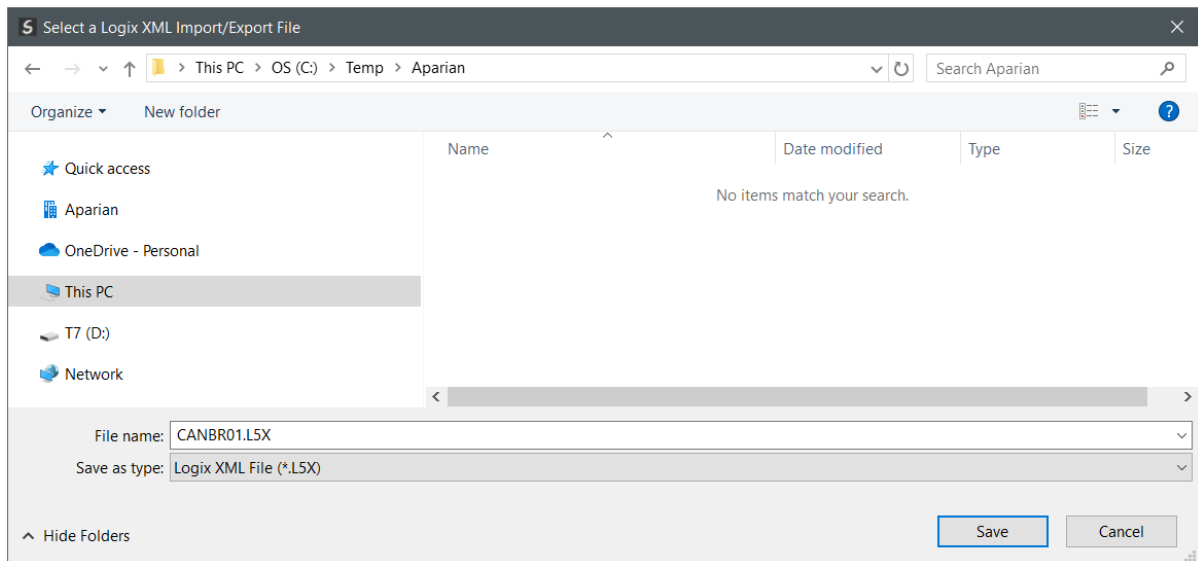 Select a Logix XML Import/Export File
This PC > OS (C:) > Temp > Aparian
Search Aparian
Organize
New folder
?
Name
Date modified
Type
Size
Quick access
No items match your search.
Aparian
OneDrive - Personal
This PC
T7 (D:)
Network
File name: CANBR01.L5X
Save as type: Logix XML File (*.L5X)
Hide Folders
Save
Cancel